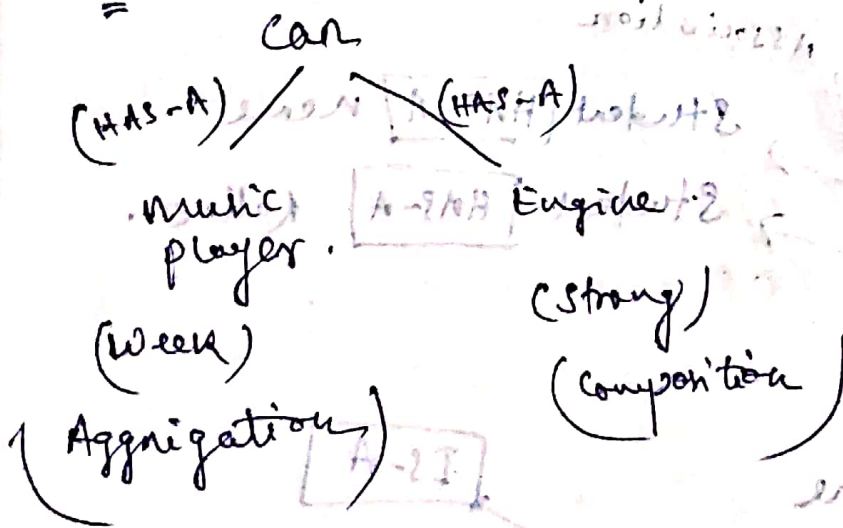 =
Car
(HAS-A) (HAS-A)
music Engine.
player.
(Strong)
(Week)
(Composition)
(Aggrigation)